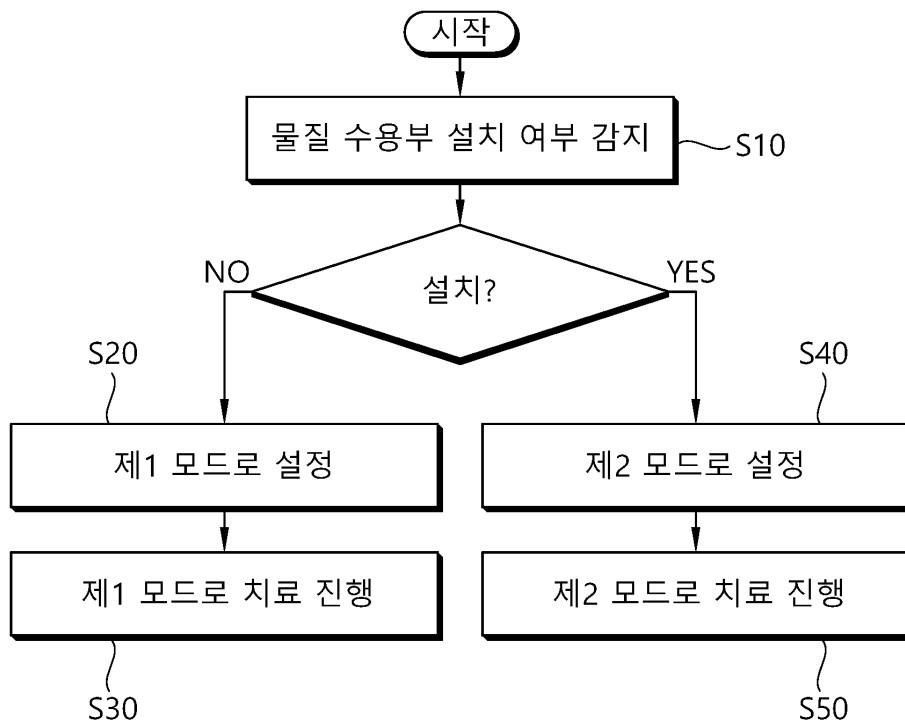 시작
물질 수용부 설치 여부 감지
S10
설치?
NO
YES
S20
S40
제1 모드로 설정
제2 모드로 설정
제1 모드로 치료 진행
제2 모드로 치료 진행
S30
S50